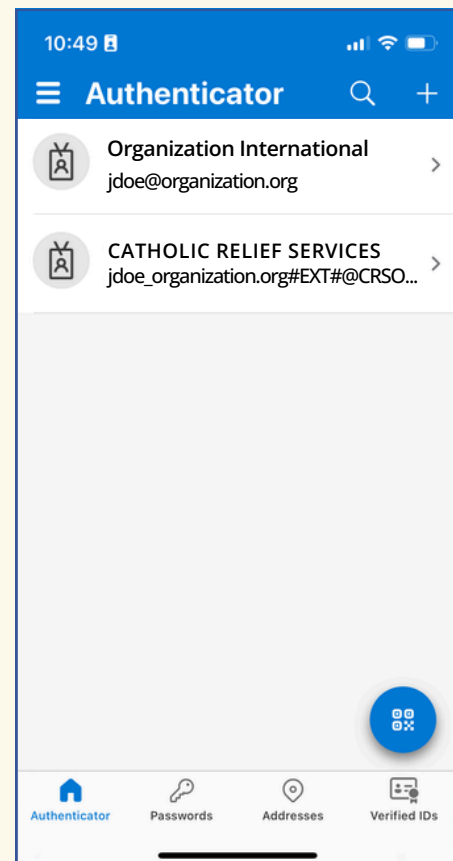 10:49
Authenticator
Organization International
jdoe@organization.org
CATHOLIC RELIEF SERVICES
jdoe_organization.org#EXT#@CRSO...
Authenticator Passwords Addresses Verified IDs